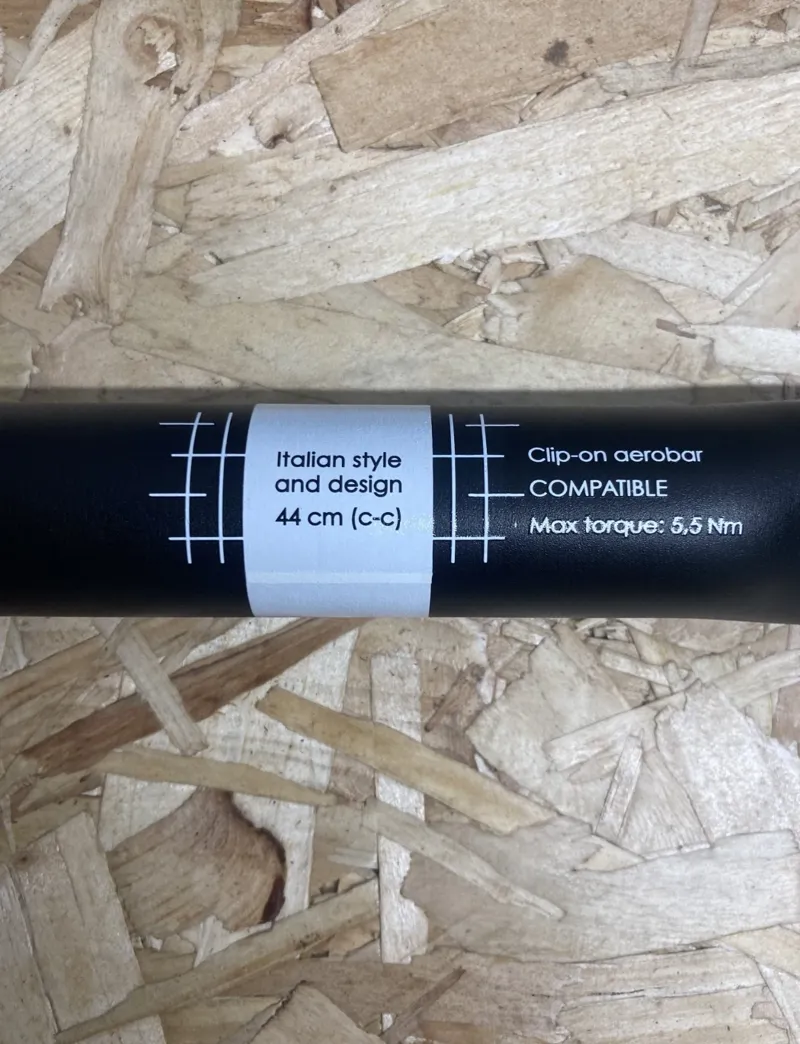 Italian style
and design
44 cm (c-c)
Clip-on aerobar
COMPATIBLE
Max torque: 5,5 Nm